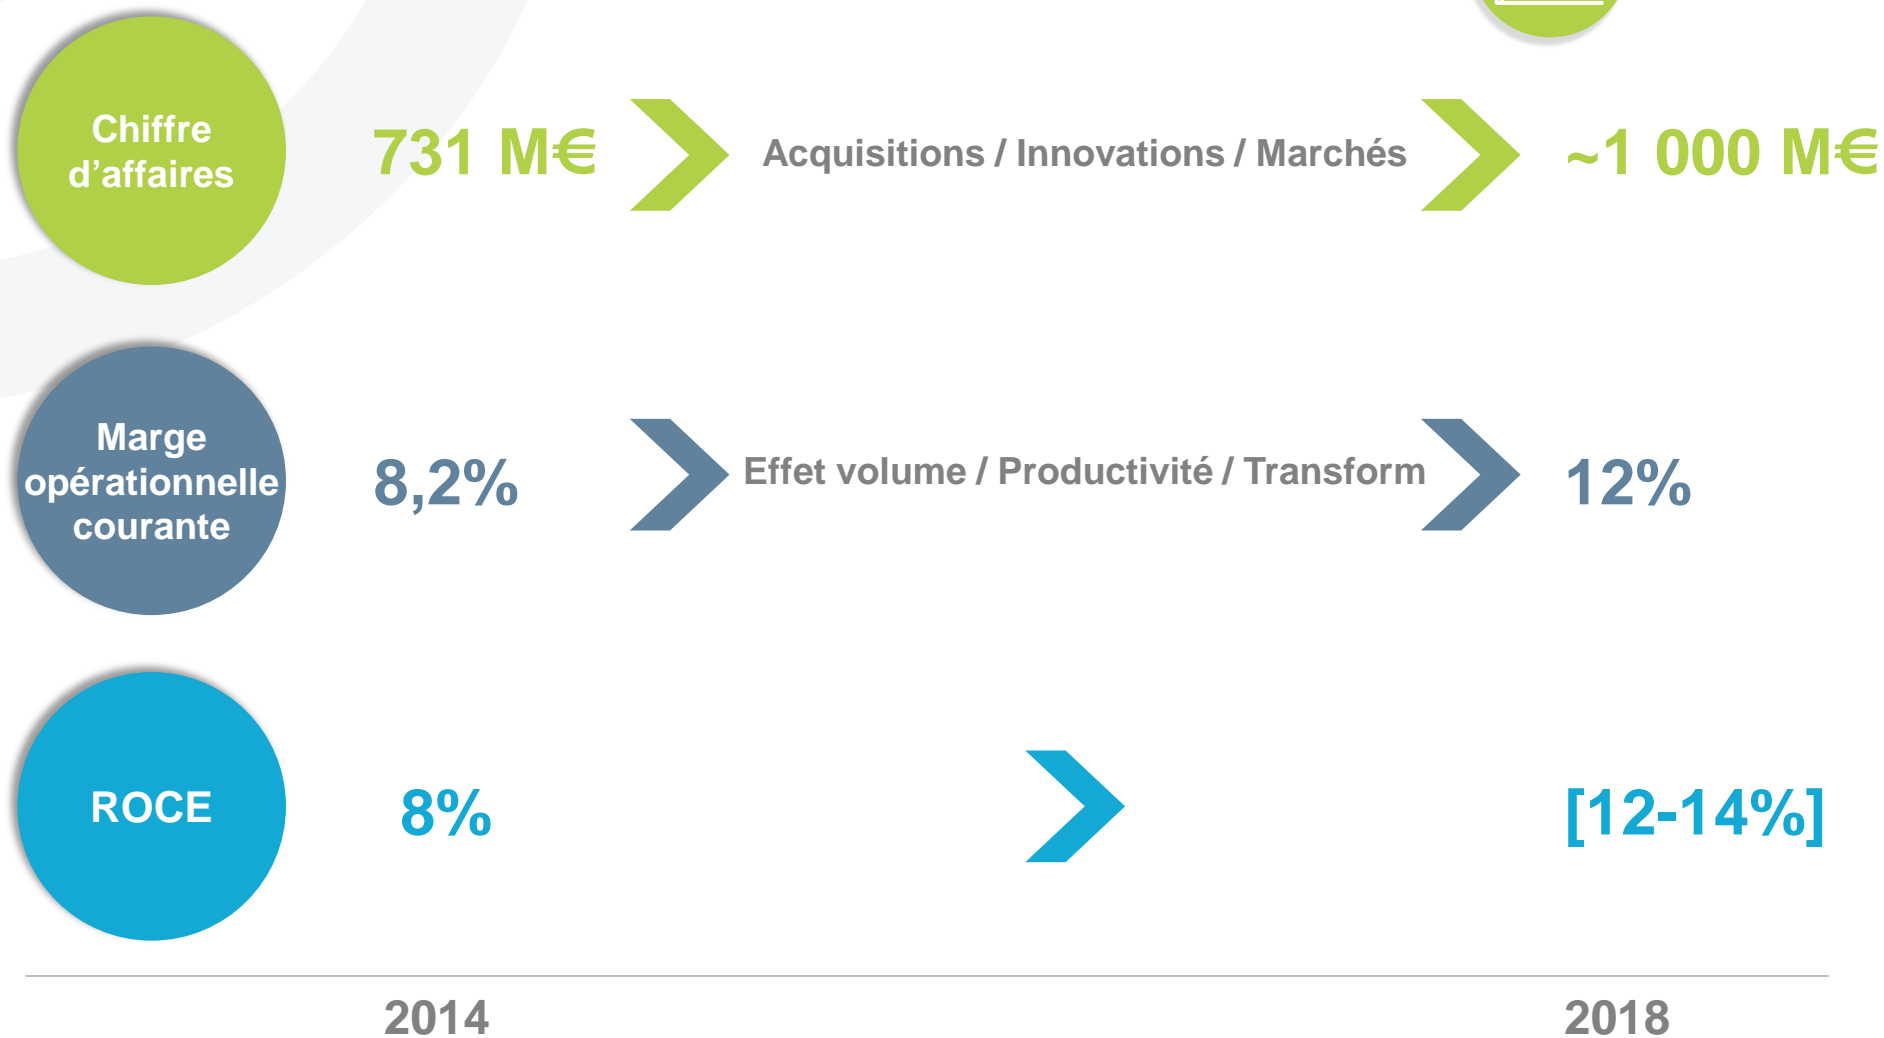 Chiffre
d’affaires
731 M€
Acquisitions / Innovations / Marchés
~1 000 M€
Marge
opérationnelle
courante
8,2%
Effet volume / Productivité / Transform
12%
ROCE
8%
[12-14%]
2014
2018